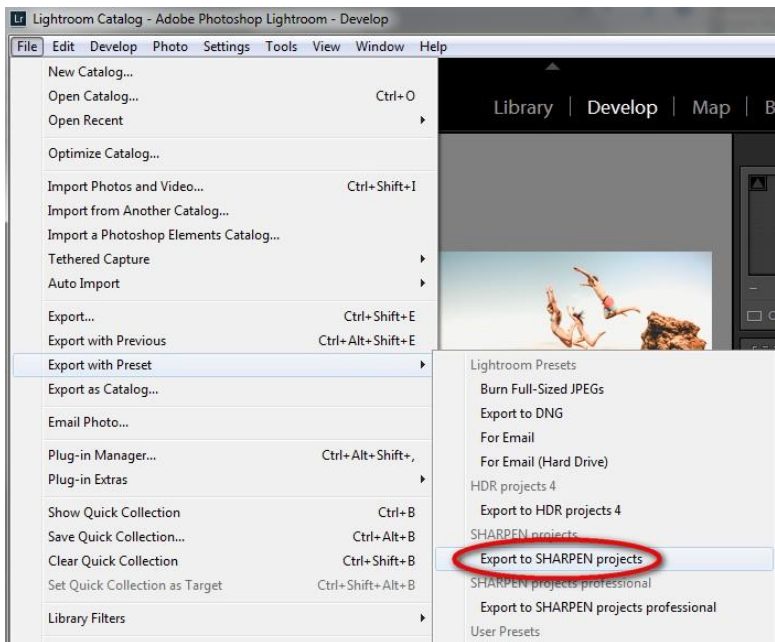 Lr Lightroom Catalog - Adobe Photoshop Lightroom - Develop
File Edit Develop Photo Settings Tools View Window Help
Library | Develop | Map | B
New Catalog...
Open Catalog... Ctrl+O
Open Recent
Optimize Catalog...
Import Photos and Video... Ctrl+Shift+I
Import from Another Catalog...
Import a Photoshop Elements Catalog...
Tethered Capture
Auto Import
Export... Ctrl+Shift+E
Export with Previous Ctrl+Alt+Shift+E
Export with Preset
Export as Catalog...
Email Photo...
Plug-in Manager... Ctrl+Alt+Shift+,
Plug-in Extras
Show Quick Collection Ctrl+B
Save Quick Collection... Ctrl+Alt+B
Clear Quick Collection Ctrl+Shift+B
Set Quick Collection as Target Ctrl+Shift+Alt+B
Library Filters
Lightroom Presets
Burn Full-Sized JPEGs
Export to DNG
For Email
For Email (Hard Drive)
HDR projects 4
Export to HDR projects 4
SHARPEN projects
Export to SHARPEN projects
SHARPEN projects professional
Export to SHARPEN projects professional
User Presets